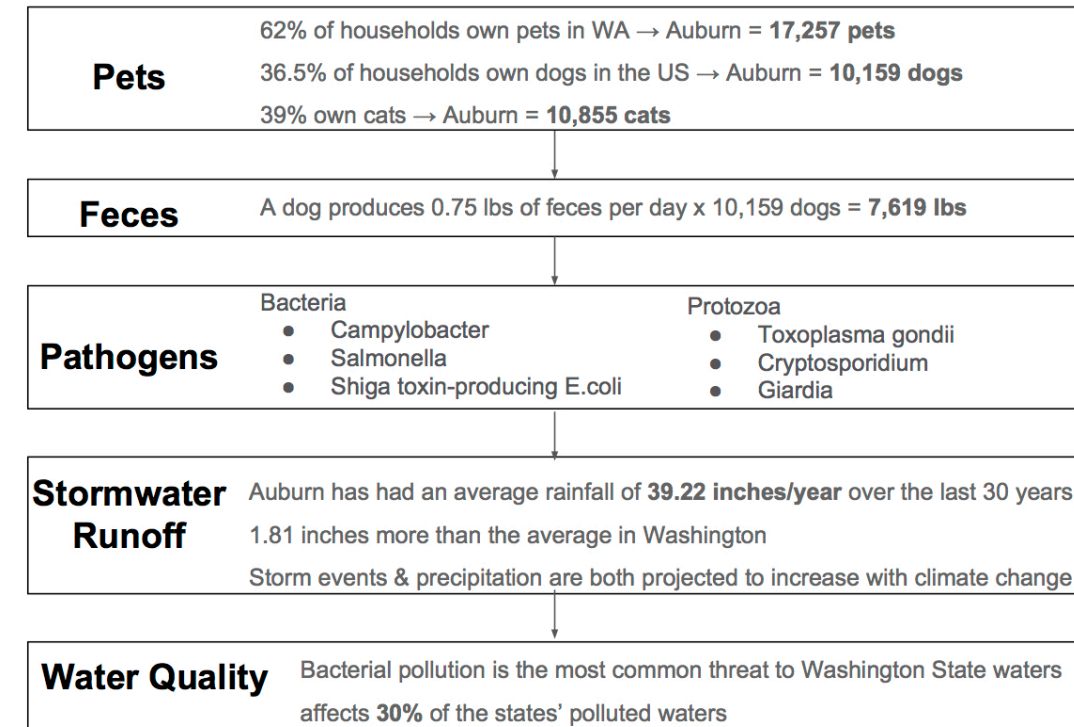 Pets
62% of households own pets in WA → Auburn = 17,257 pets
36.5% of households own dogs in the US → Auburn = 10,159 dogs
39% own cats → Auburn = 10,855 cats
Feces
A dog produces 0.75 lbs of feces per day x 10,159 dogs = 7,619 lbs
Pathogens
Bacteria
● Campylobacter
● Salmonella
● Shiga toxin-producing E.coli
Protozoa
● Toxoplasma gondii
● Cryptosporidium
● Giardia
Stormwater
Runoff
Auburn has had an average rainfall of 39.22 inches/year over the last 30 years
1.81 inches more than the average in Washington
Storm events & precipitation are both projected to increase with climate change
Water Quality
Bacterial pollution is the most common threat to Washington State waters
affects 30% of the states' polluted waters